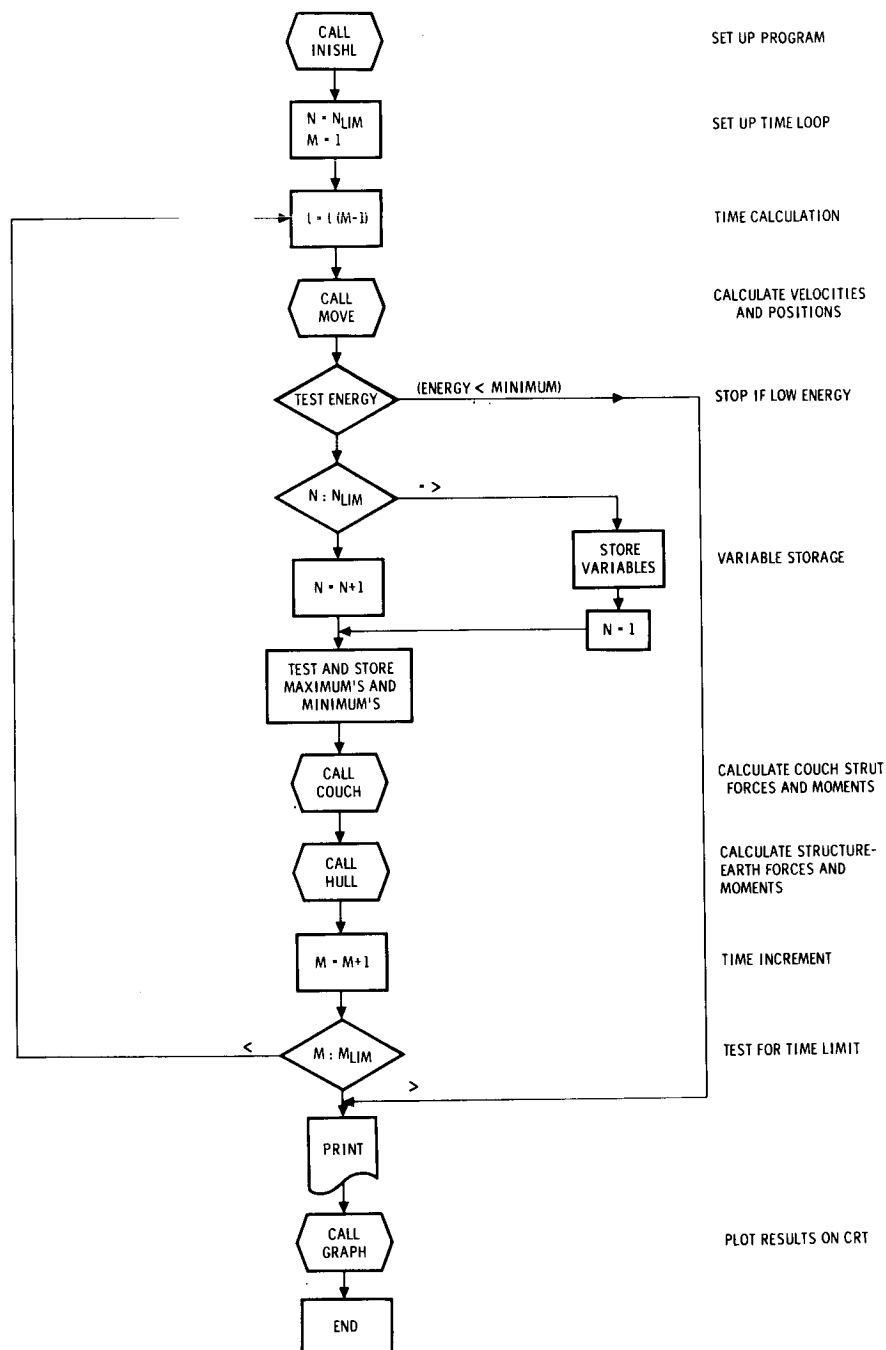 CALL
INISHL
SET UP PROGRAM
N = N_LIM
M = 1
SET UP TIME LOOP
t = t (M-1)
TIME CALCULATION
CALL
MOVE
CALCULATE VELOCITIES
AND POSITIONS
TEST ENERGY
(ENERGY < MINIMUM)
STOP IF LOW ENERGY
N : N_LIM
= >
STORE
VARIABLES
VARIABLE STORAGE
N = N+1
N = 1
TEST AND STORE
MAXIMUM'S AND
MINIMUM'S
CALL
COUCH
CALCULATE COUCH STRUT
FORCES AND MOMENTS
CALL
HULL
CALCULATE STRUCTURE-
EARTH FORCES AND
MOMENTS
M = M+1
TIME INCREMENT
<
M : M_LIM
TEST FOR TIME LIMIT
>
PRINT
CALL
GRAPH
PLOT RESULTS ON CRT
END